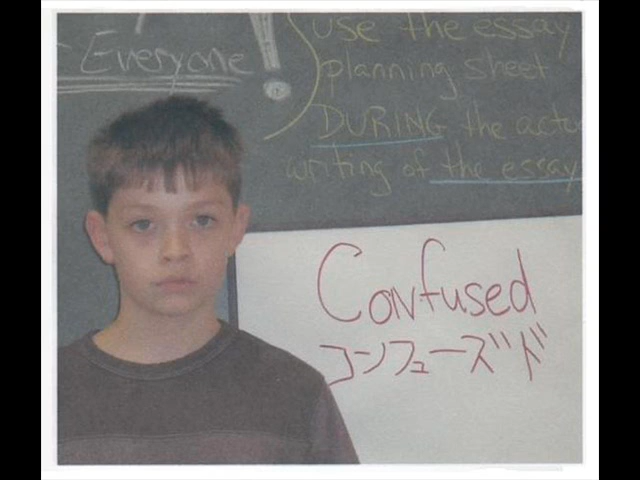 Everyone!
use the essay
planning sheet
DURING the
writing of the essay
Confused
コンフューズド